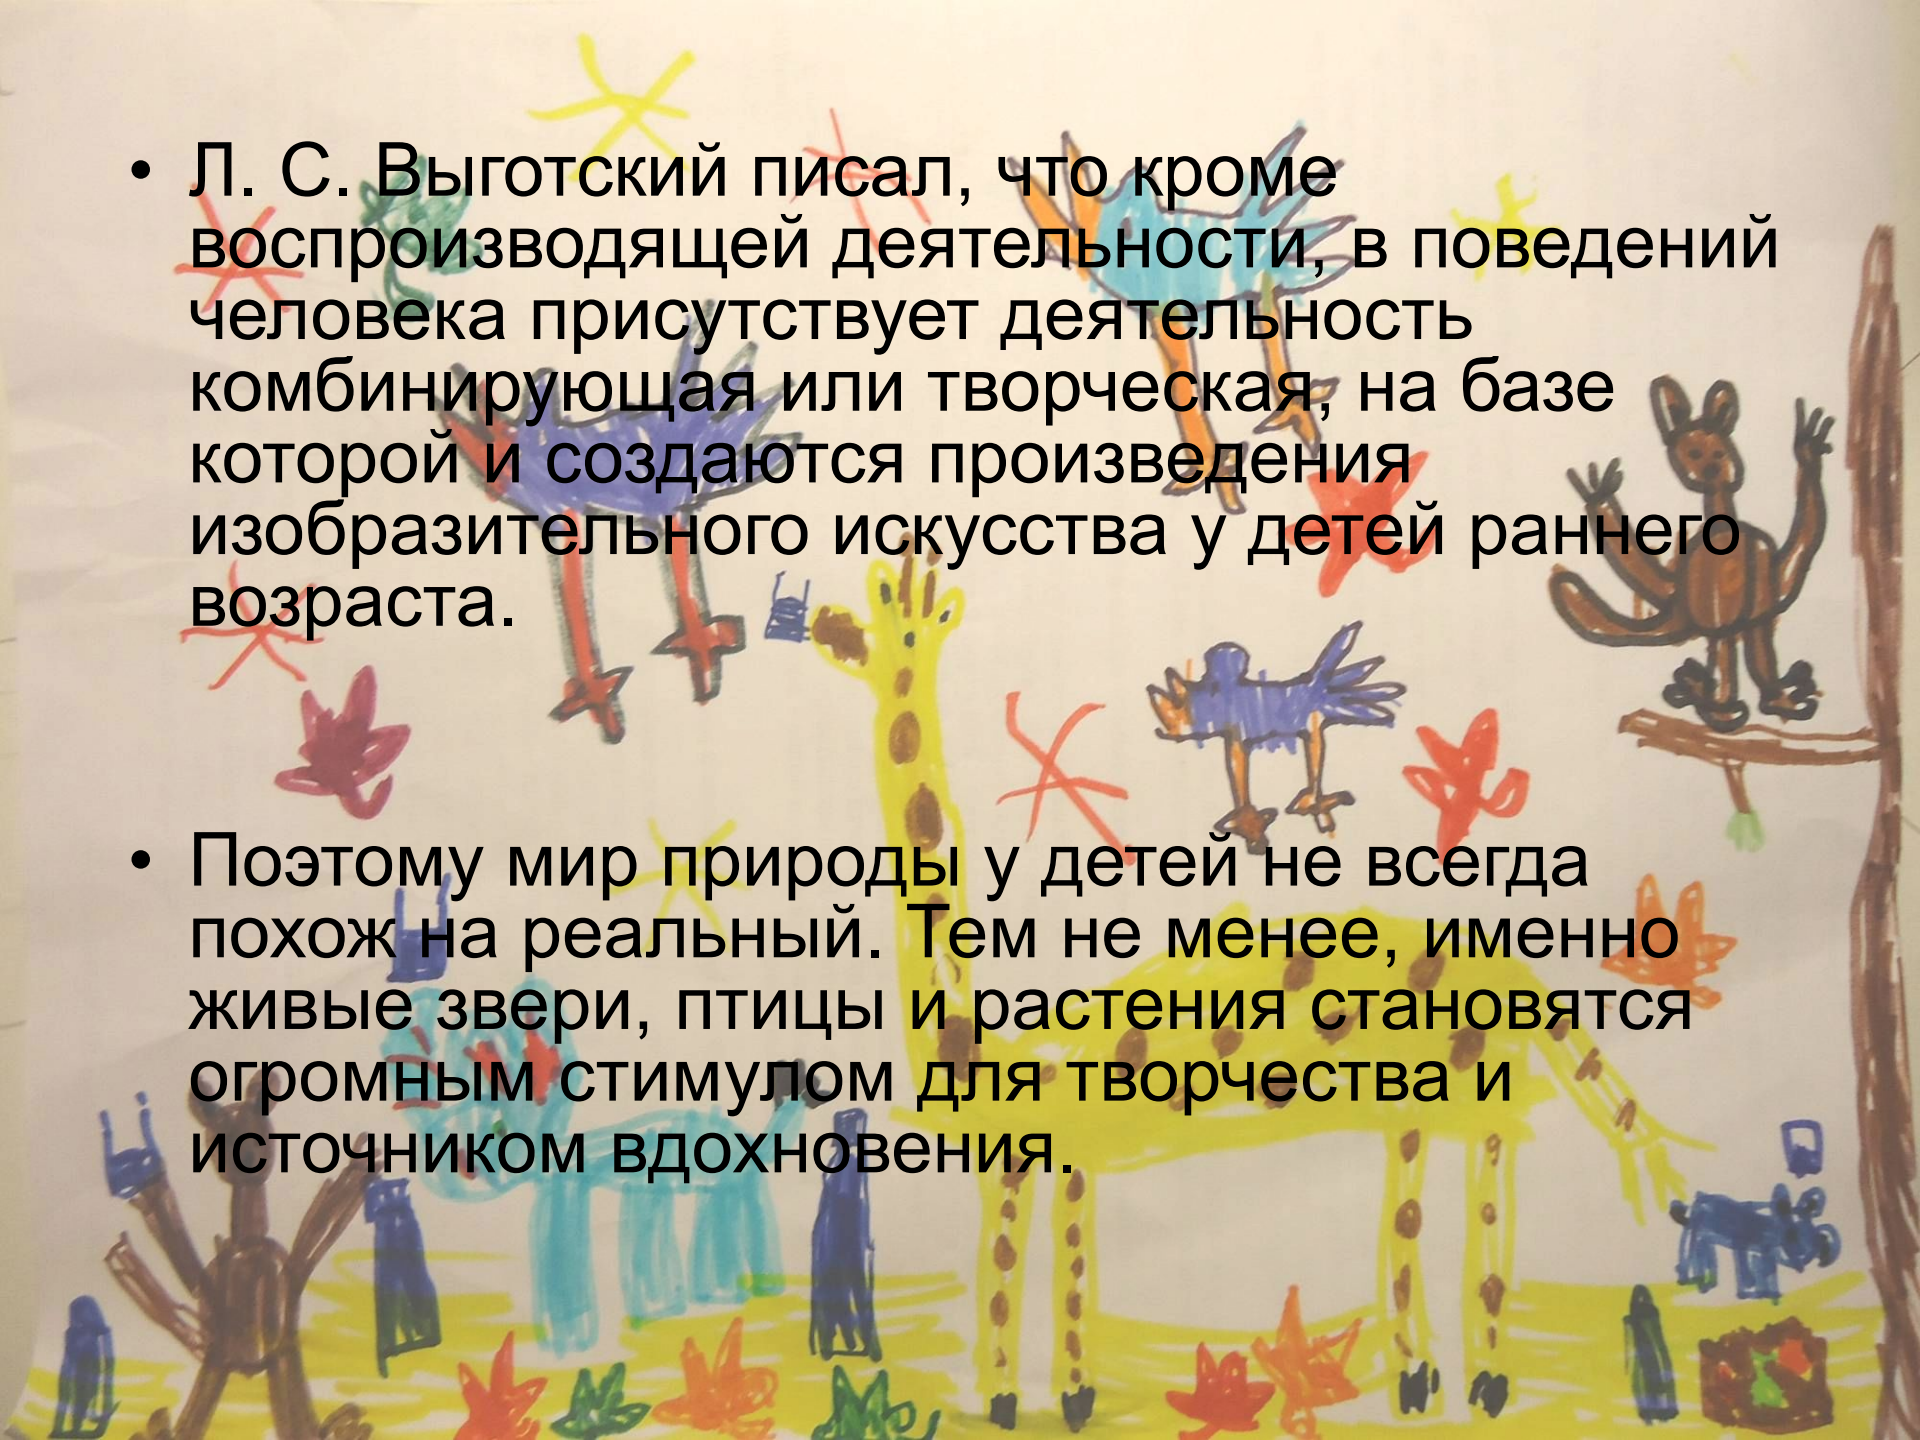 • Л. С. Выготский писал, что кроме
воспроизводящей деятельности, в поведений
человека присутствует деятельность
комбинирующая или творческая, на базе
которой и создаются произведения
изобразительного искусства у детей раннего
возраста.
• Поэтому мир природы у детей не всегда
похож на реальный. Тем не менее, именно
живые звери, птицы и растения становятся
огромным стимулом для творчества и
источником вдохновения.